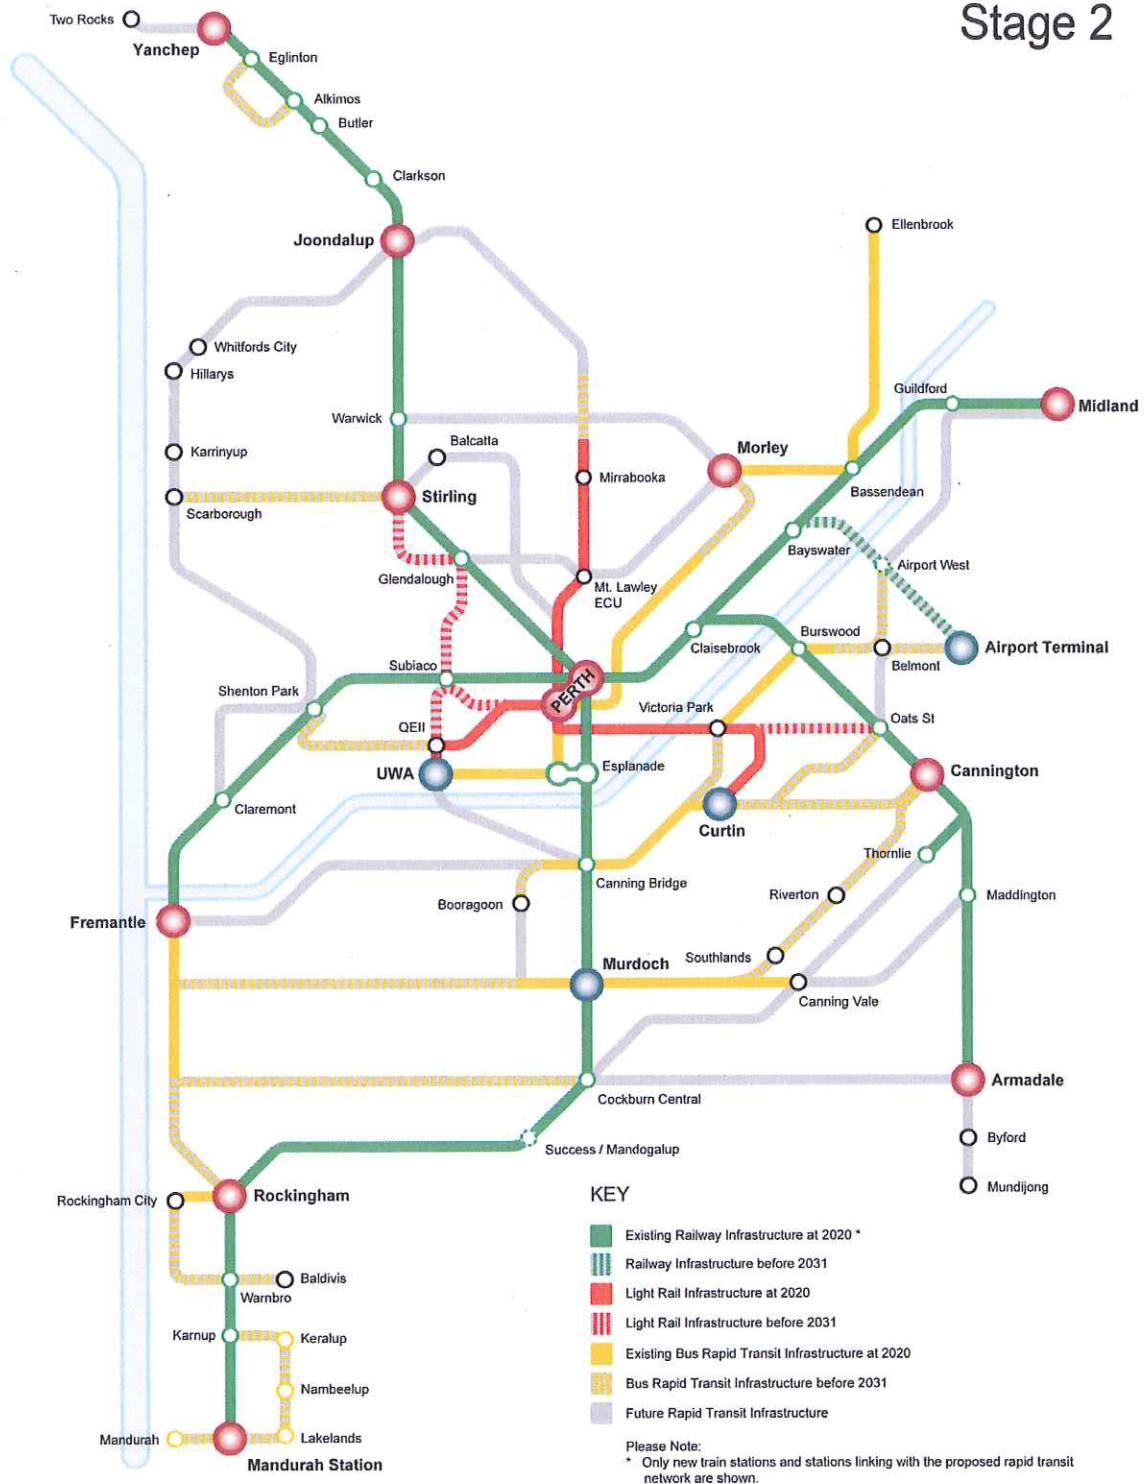 Stage 2
Two Rocks
Yanchep
Eglinton
Alkimos
Butler
Clarkson
Joondalup
Ellenbrook
Whitfords City
Hillarys
Guildford
Midland
Warwick
Balcatta
Morley
Karrinyup
Mirrabooka
Stirling
Bassendean
Scarborough
Bayswater
Airport West
Glendalough
Mt. Lawley
ECU
Burswood
Claisebrook
Airport Terminal
Belmont
Subiaco
PERTH
Shenton Park
Victoria Park
Oats St
QEII
UWA
Esplanade
Cannington
Claremont
Curtin
Thornlie
Canning Bridge
Riverton
Maddington
Booragoon
Fremantle
Southlands
Murdoch
Canning Vale
Armadale
Cockburn Central
Byford
Success / Mandogalup
Mundijong
Rockingham
Rockingham City
Baldivis
Warnbro
Karnup
Keralup
Nambeelup
Mandurah
Lakelands
Mandurah Station
KEY
Existing Railway Infrastructure at 2020 *
Railway Infrastructure before 2031
Light Rail Infrastructure at 2020
Light Rail Infrastructure before 2031
Existing Bus Rapid Transit Infrastructure at 2020
Bus Rapid Transit Infrastructure before 2031
Future Rapid Transit Infrastructure
Please Note:
* Only new train stations and stations linking with the proposed rapid transit
network are shown.